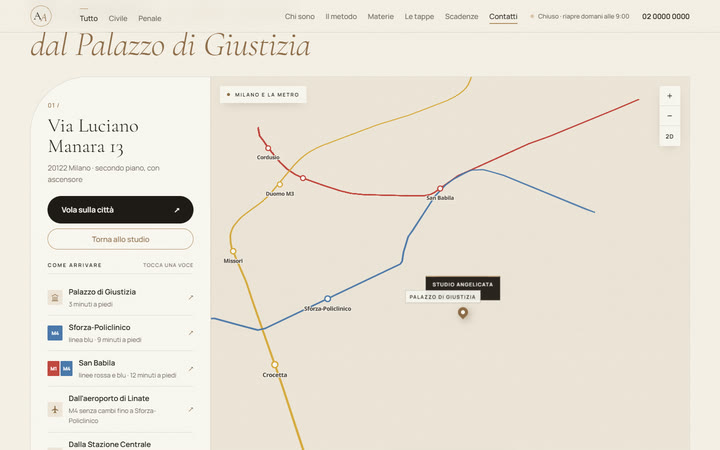 AA
Tutto
Civile
Penale
Chi sono
Il metodo
Materie
Le tappe
Scadenze
Contatti
Chiuso · riapre domani alle 9:00
02 0000 0000
dal Palazzo di Giustizia
01 /
Via Luciano
Manara 13
20122 Milano · secondo piano, con
ascensore
Vola sulla città ↗
Torna allo studio
COME ARRIVARE
TOCCA UNA VOCE
Palazzo di Giustizia
3 minuti a piedi
↗
M4
Sforza-Policlinico
linea blu · 9 minuti a piedi
↗
M1 M4
San Babila
linee rossa e blu · 12 minuti a piedi
↗
Dall'aeroporto di Linate
M4 senza cambi fino a Sforza-
Policlinico
↗
Dalla Stazione Centrale
MILANO E LA METRO
+
−
2D
Cordusio
Duomo M3
San Babila
Missori
STUDIO ANGELICATA
PALAZZO DI GIUSTIZIA
Sforza-Policlinico
Crocetta